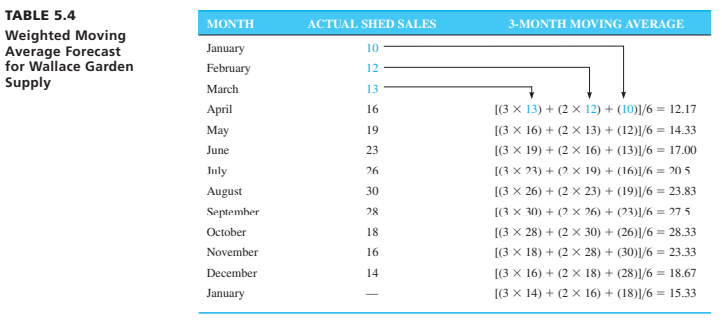 TABLE 5.4
Weighted Moving
Average Forecast
for Wallace Garden
Supply
MONTH ACTUAL SHED SALES 3-MONTH MOVING AVERAGE
January 10
February 12
March 13
April 16 [(3 × 13) + (2 × 12) + (10)]/6 = 12.17
May 19 [(3 × 16) + (2 × 13) + (12)]/6 = 14.33
June 23 [(3 × 19) + (2 × 16) + (13)]/6 = 17.00
July 26 [(3 × 23) + (2 × 19) + (16)]/6 = 20.5
August 30 [(3 × 26) + (2 × 23) + (19)]/6 = 23.83
September 28 [(3 × 30) + (2 × 26) + (23)]/6 = 27.5
October 18 [(3 × 28) + (2 × 30) + (26)]/6 = 28.33
November 16 [(3 × 18) + (2 × 28) + (30)]/6 = 23.33
December 14 [(3 × 16) + (2 × 18) + (28)]/6 = 18.67
January — [(3 × 14) + (2 × 16) + (18)]/6 = 15.33